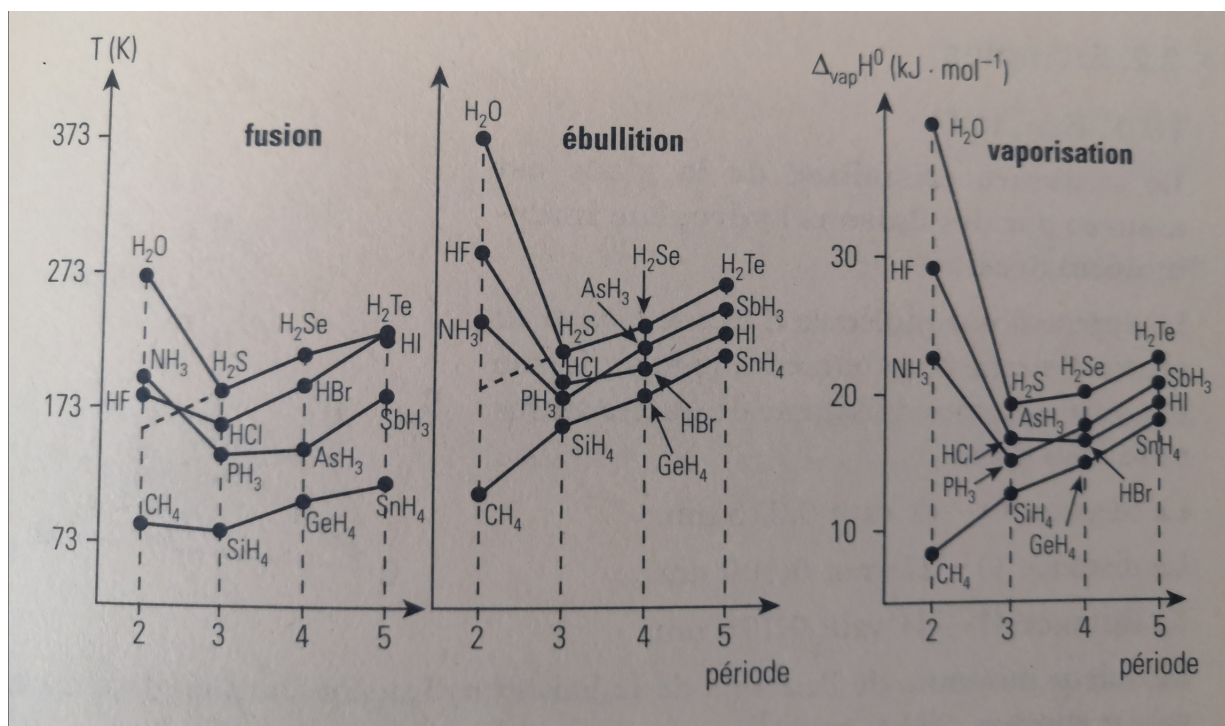 T (K)
fusion
373
273
173
73
H₂O
NH₃
HF
CH₄
H₂S
HCl
PH₃
SiH₄
H₂Se
HBr
AsH₃
GeH₄
H₂Te
HI
SbH₃
SnH₄
2 3 4 5
ébullition
H₂O
HF
NH₃
CH₄
H₂S
HCl
PH₃
SiH₄
AsH₃
H₂Se
HBr
GeH₄
H₂Te
SbH₃
HI
SnH₄
2 3 4 5
période
ΔvapH⁰ (kJ · mol⁻¹)
vaporisation
30
20
10
H₂O
HF
NH₃
CH₄
H₂S
AsH₃
HCl
PH₃
SiH₄
H₂Se
GeH₄
HBr
H₂Te
SbH₃
HI
SnH₄
2 3 4 5
période